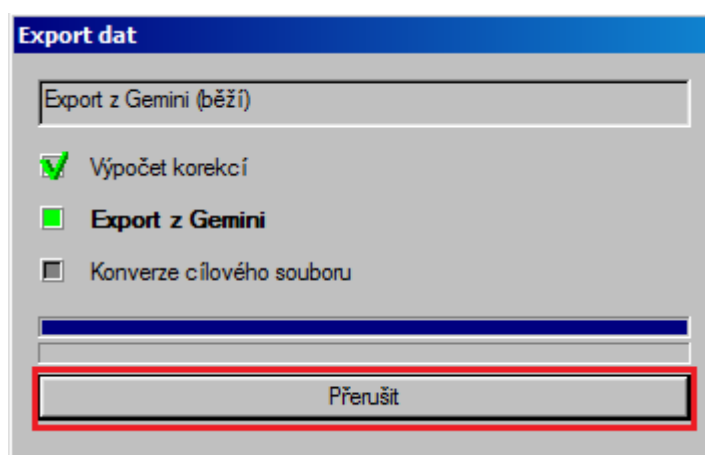 Export dat
Export z Gemini (běží)
Výpočet korekcí
Export z Gemini
Konverze cílového souboru
Přerušit